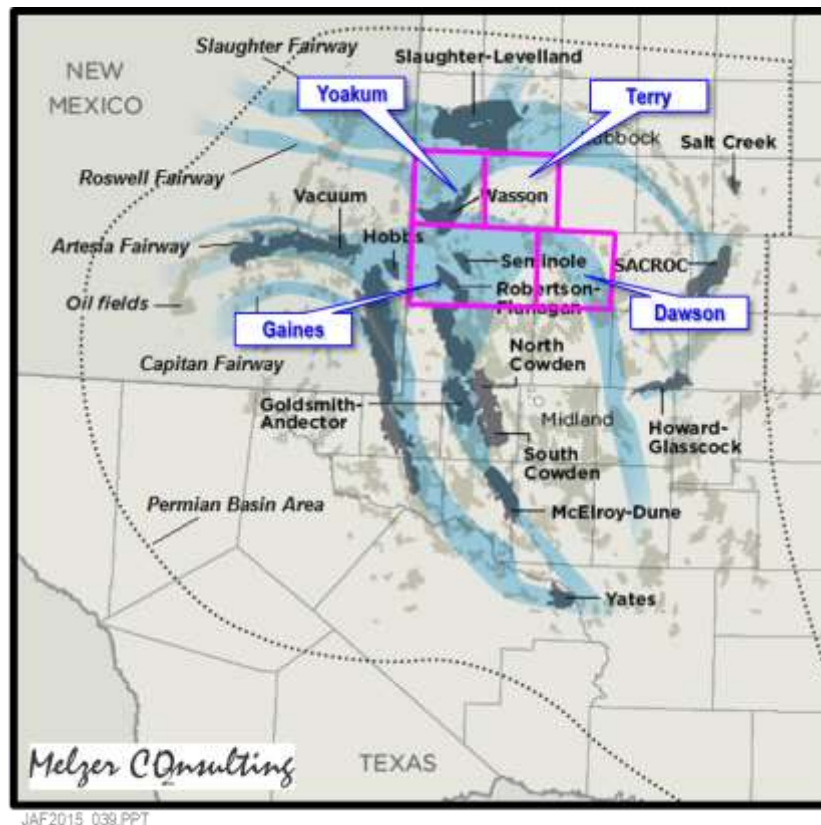 Slaughter Fairway
Slaughter-Levelland
NEW
MEXICO
Yoakum
Terry
Lubbock
Salt Creek
Roswell Fairway
Vacuum
Wasson
Artesia Fairway
Hobbs
Seminole
SACROC
Oil fields
Robertson-
Flanagan
Gaines
Dawson
Capitan Fairway
North
Cowden
Goldsmith-
Andector
Midland
Howard-
Glasscock
South
Cowden
Permian Basin Area
McElroy-Dune
Yates
Melzer CO2nsulting
TEXAS
JAF2015_039.PPT